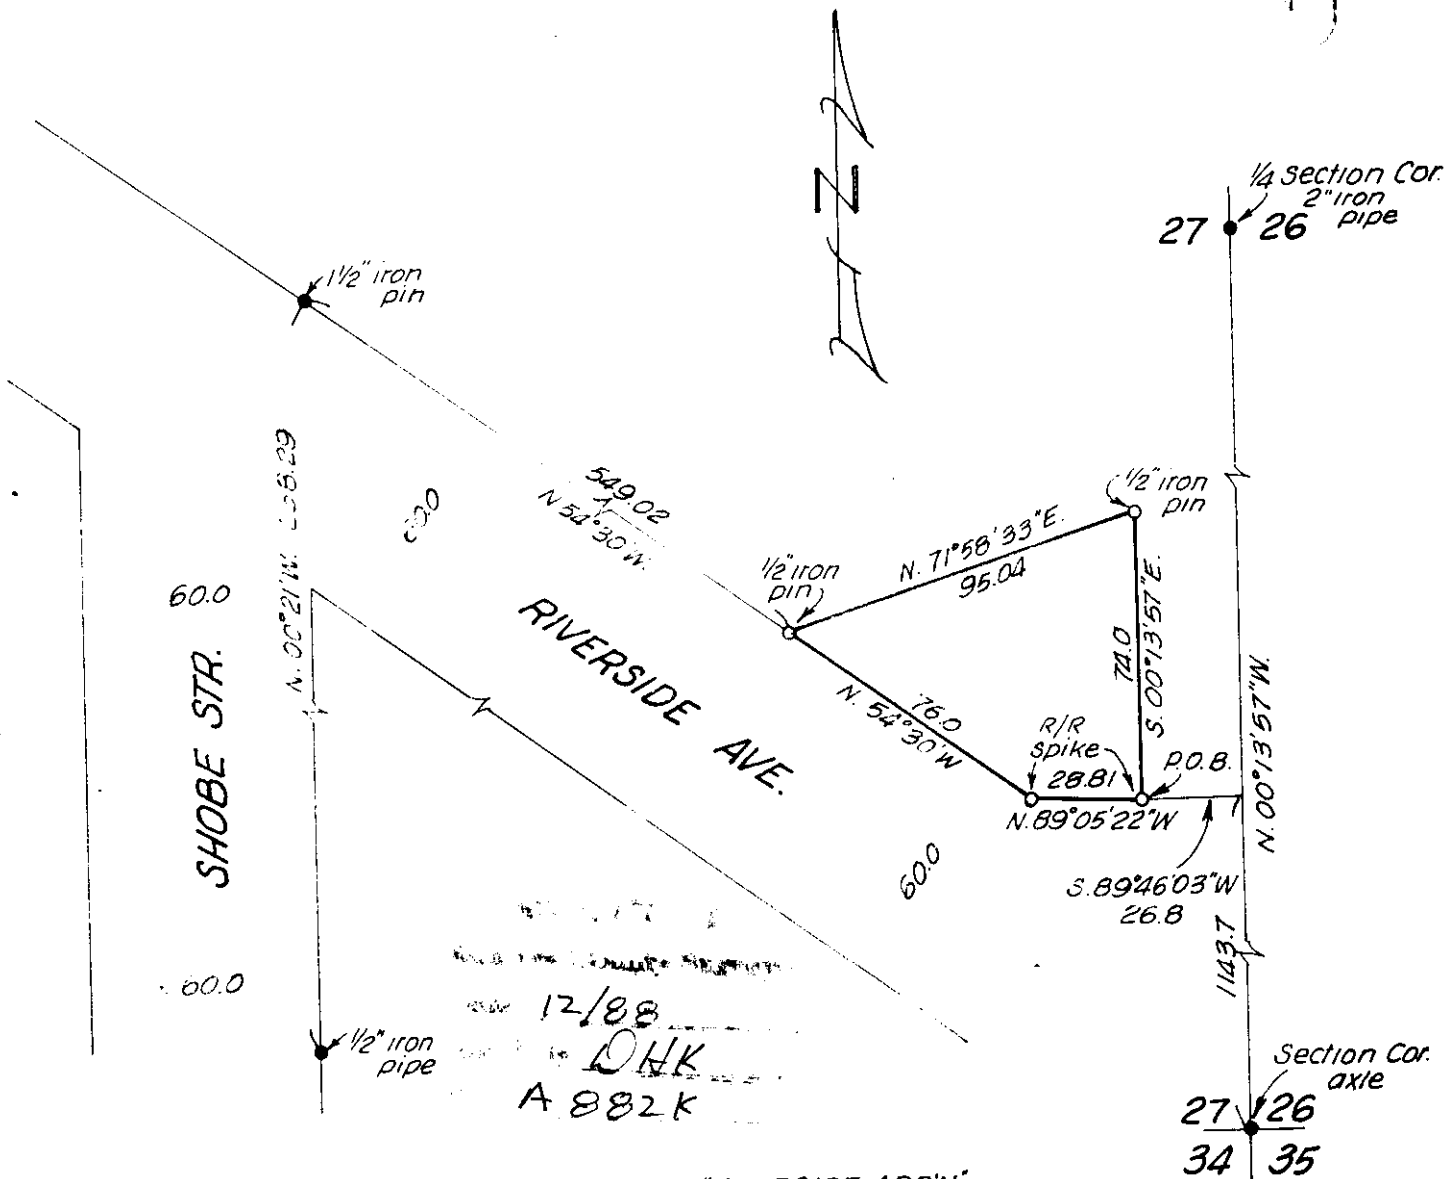 N
1/4 Section Cor.
2" iron
pipe
27 26
1 1/2" iron
pin
549.02
N 54°30'W.
1/2" iron
pin
N. 71°58'33"E.
95.04
1/2" iron
pin
60.0
N. 00°21'W.
60.0
SHOBE STR.
RIVERSIDE AVE.
76.0
N. 54°30'W
74.0
S. 00°13'57"E.
R/R
spike
28.81
P.O.B.
N.89°05'22"W
N. 00°13'57"W.
60.0
S.89°46'03"W
26.8
1143.7
60.0
12/88
DHK
A 882K
1/2" iron
pipe
Section Cor.
axle
27 26
34 35